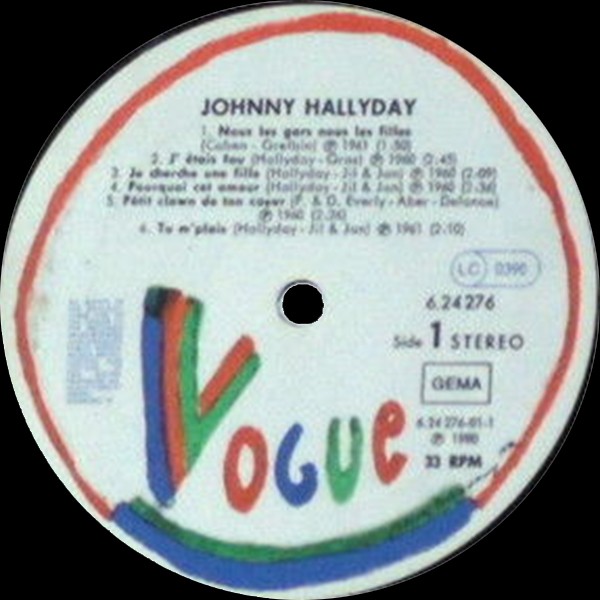 JOHNNY HALLYDAY
1. Nous les gars nous les filles
(Cohen - Grelbin) ℗ 1961 (1:50)
2. J' étais fou (Hallyday - Gras) ℗ 1960 (2:45)
3. Je cherche une fille (Hallyday - Jil & Jan) ℗ 1960 (2:09)
4. Pourquoi cet amour (Hallyday - Jil & Jan) ℗ 1960 (2:36)
5. Petit clown de ton coeur (F. & D. Everly - Aber - Delanoe)
℗ 1960 (2:26)
6. Tu m'plais (Hallyday - Jil & Jan) ℗ 1961 (2:10)
LC 0390
6.24276
Side 1 STEREO
GEMA
VOGUE
6.24 276-01-1
℗ 1980
33 RPM